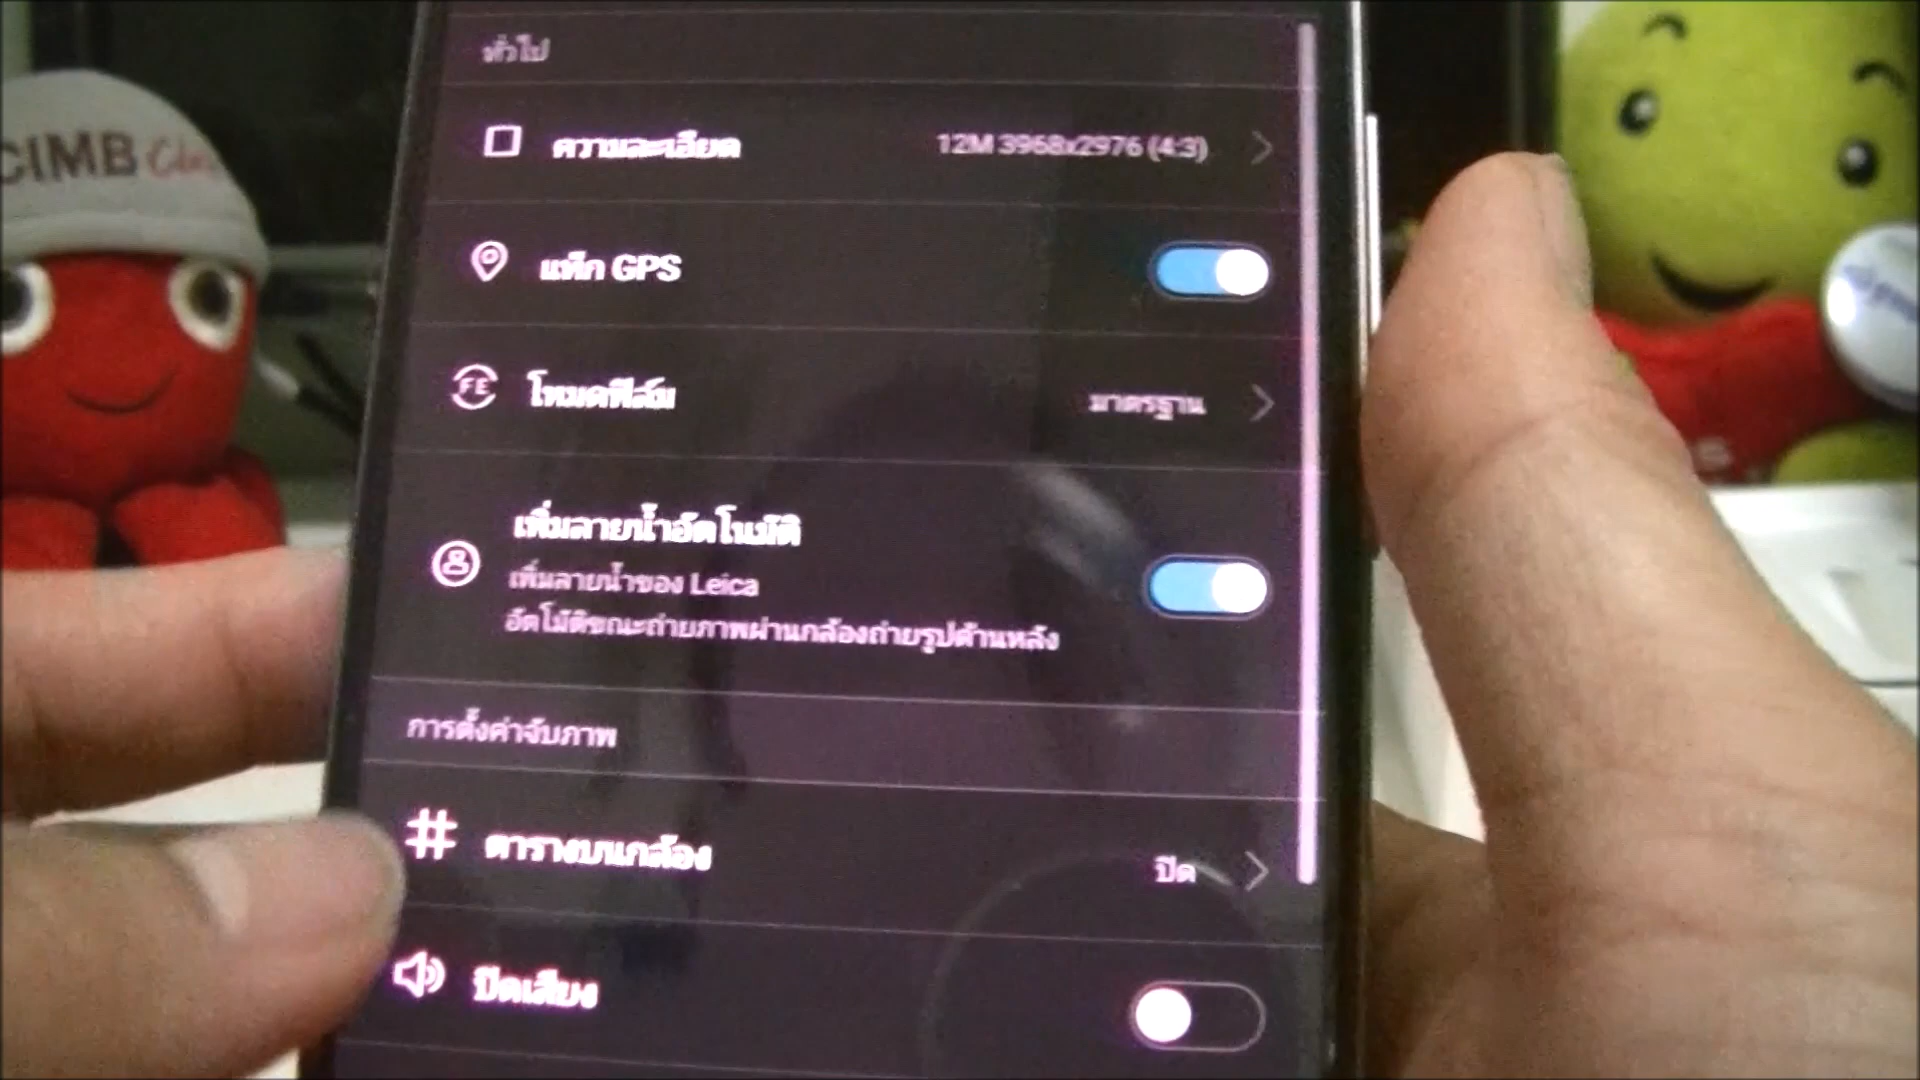 CIMB
ทั่วไป
ความละเอียด 12M 3968x2976 (4:3)
แท็ก GPS
โหมดฟิล์ม มาตรฐาน
เพิ่มลายน้ำอัตโนมัติ
เพิ่มลายน้ำของ Leica
อัตโม้ติขณะถ่ายภาพผ่านกล้องถ่ายรูปด้านหลัง
การตั้งค่าจับภาพ
ตารางบนกล้อง ปิด
ปิดเสียง